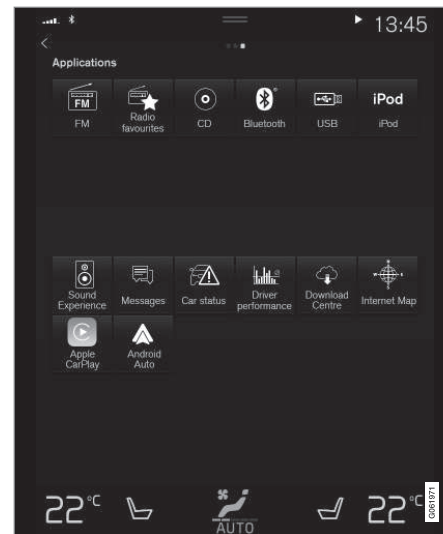 13:45
Applications
FM
FM
Radio
favourites
CD
Bluetooth
USB
iPod
iPod
Sound
Experience
Messages
Car status
Driver
performance
Download
Centre
Internet Map
Apple
CarPlay
Android
Auto
22°C
AUTO
22°C
G061971